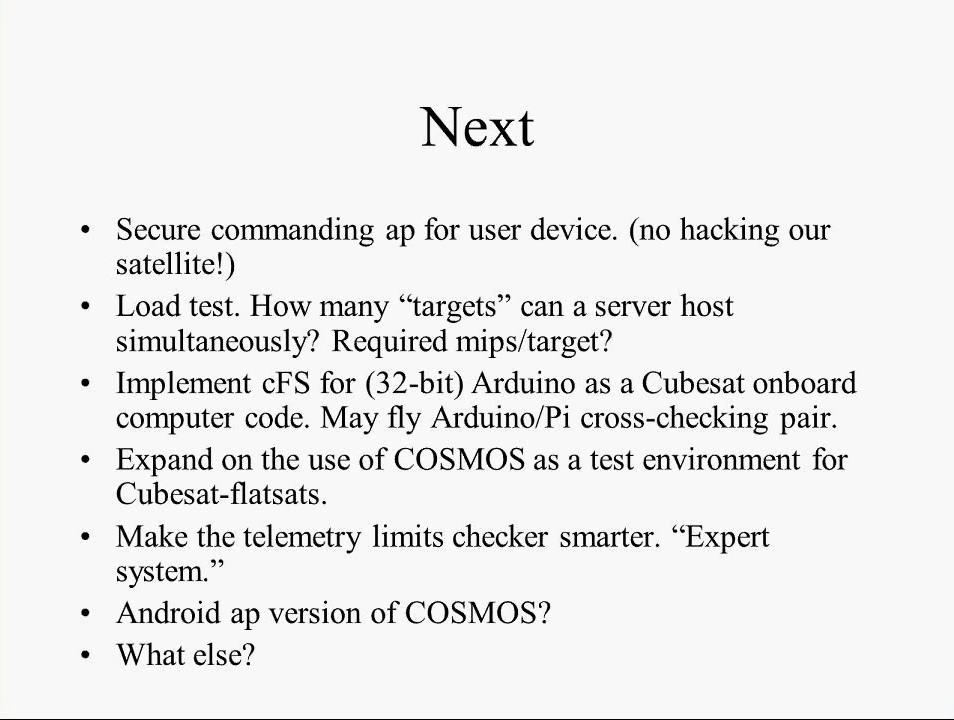 Next
• Secure commanding ap for user device. (no hacking our
satellite!)
• Load test. How many “targets” can a server host
simultaneously? Required mips/target?
• Implement cFS for (32-bit) Arduino as a Cubesat onboard
computer code. May fly Arduino/Pi cross-checking pair.
• Expand on the use of COSMOS as a test environment for
Cubesat-flatsats.
• Make the telemetry limits checker smarter. “Expert
system.”
• Android ap version of COSMOS?
• What else?